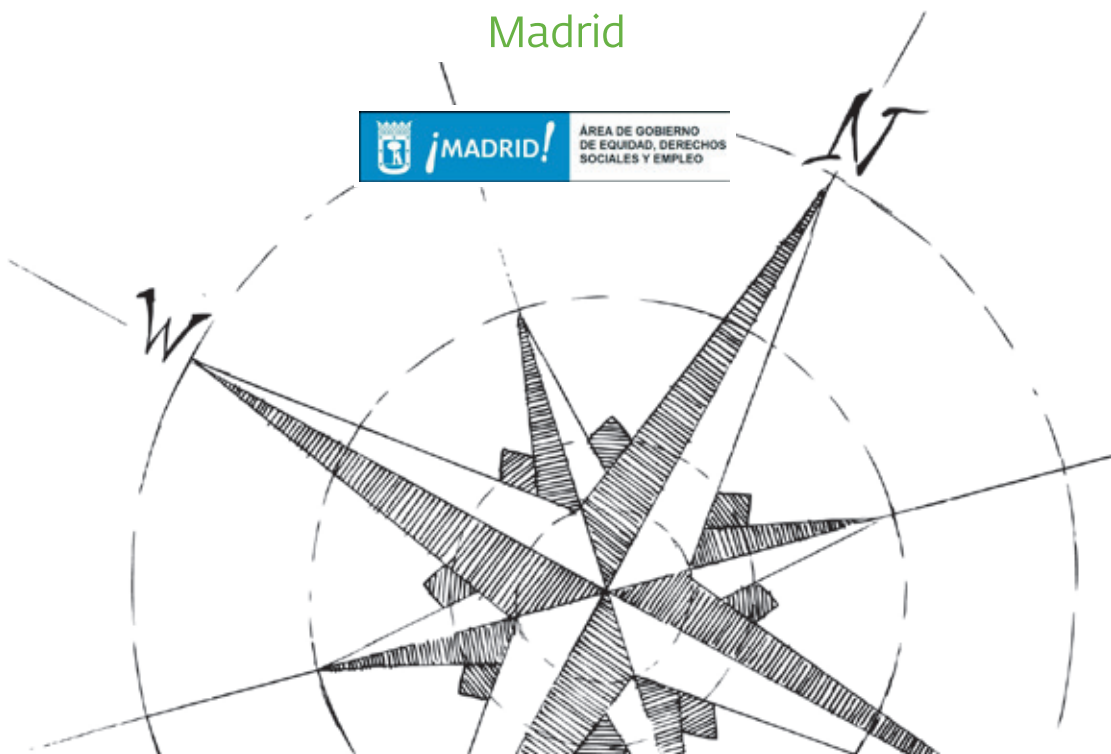 Madrid
¡MADRID!
ÁREA DE GOBIERNO
DE EQUIDAD, DERECHOS
SOCIALES Y EMPLEO
N
W